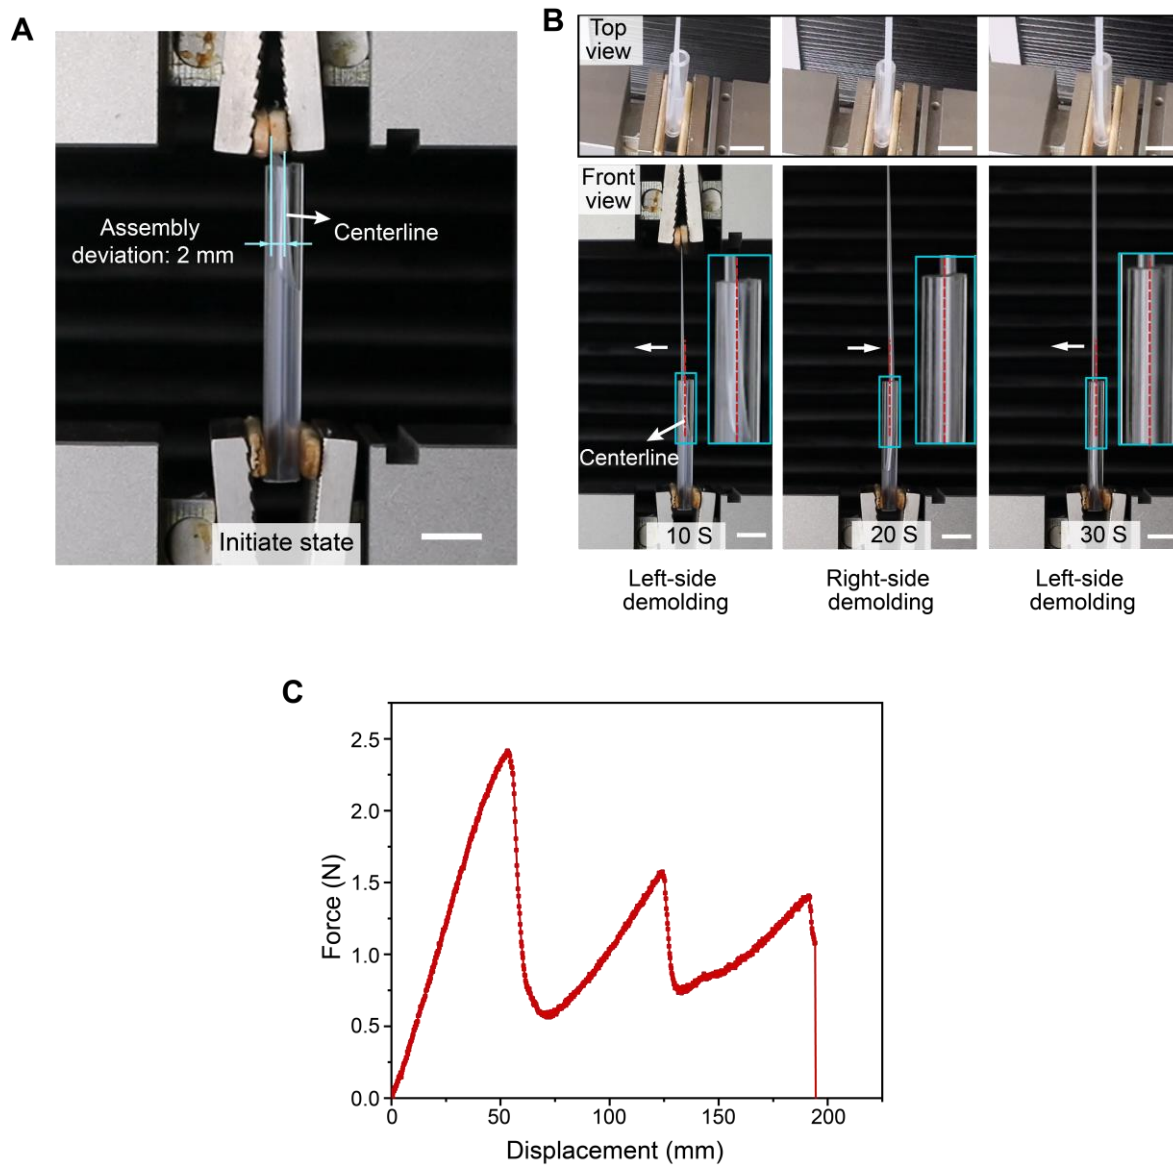 A
Assembly
deviation: 2 mm
Centerline
Initiate state
B
Top
view
Front
view
Centerline
10 S
20 S
30 S
Left-side
demolding
Right-side
demolding
Left-side
demolding
C
Force (N)
2.5
2.0
1.5
1.0
0.5
0.0
0
50
100
150
200
Displacement (mm)